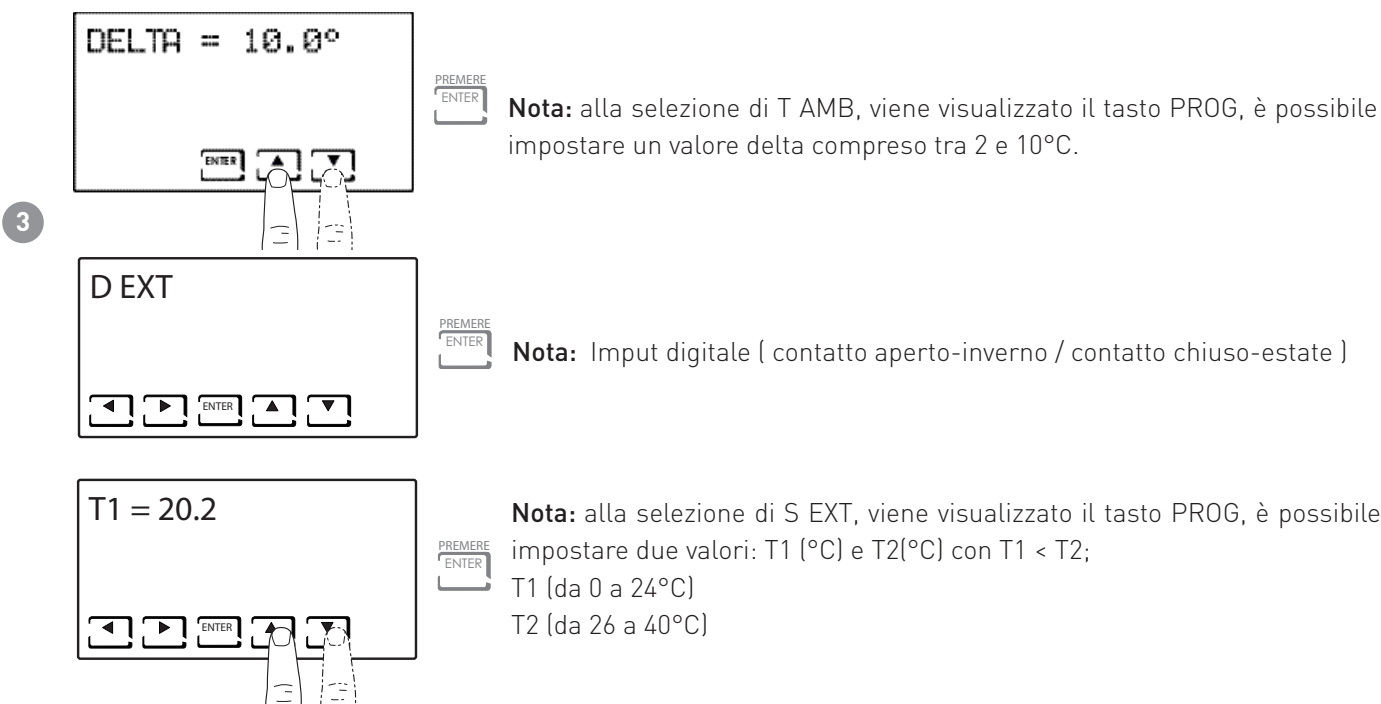 DELTA = 10.0°
ENTER
PREMERE
ENTER
Nota: alla selezione di T AMB, viene visualizzato il tasto PROG, è possibile
impostare un valore delta compreso tra 2 e 10°C.
3
D EXT
ENTER
PREMERE
ENTER
Nota: Imput digitale ( contatto aperto-inverno / contatto chiuso-estate )
T1 = 20.2
ENTER
PREMERE
ENTER
Nota: alla selezione di S EXT, viene visualizzato il tasto PROG, è possibile
impostare due valori: T1 (°C) e T2(°C) con T1 < T2;
T1 (da 0 a 24°C)
T2 (da 26 a 40°C)